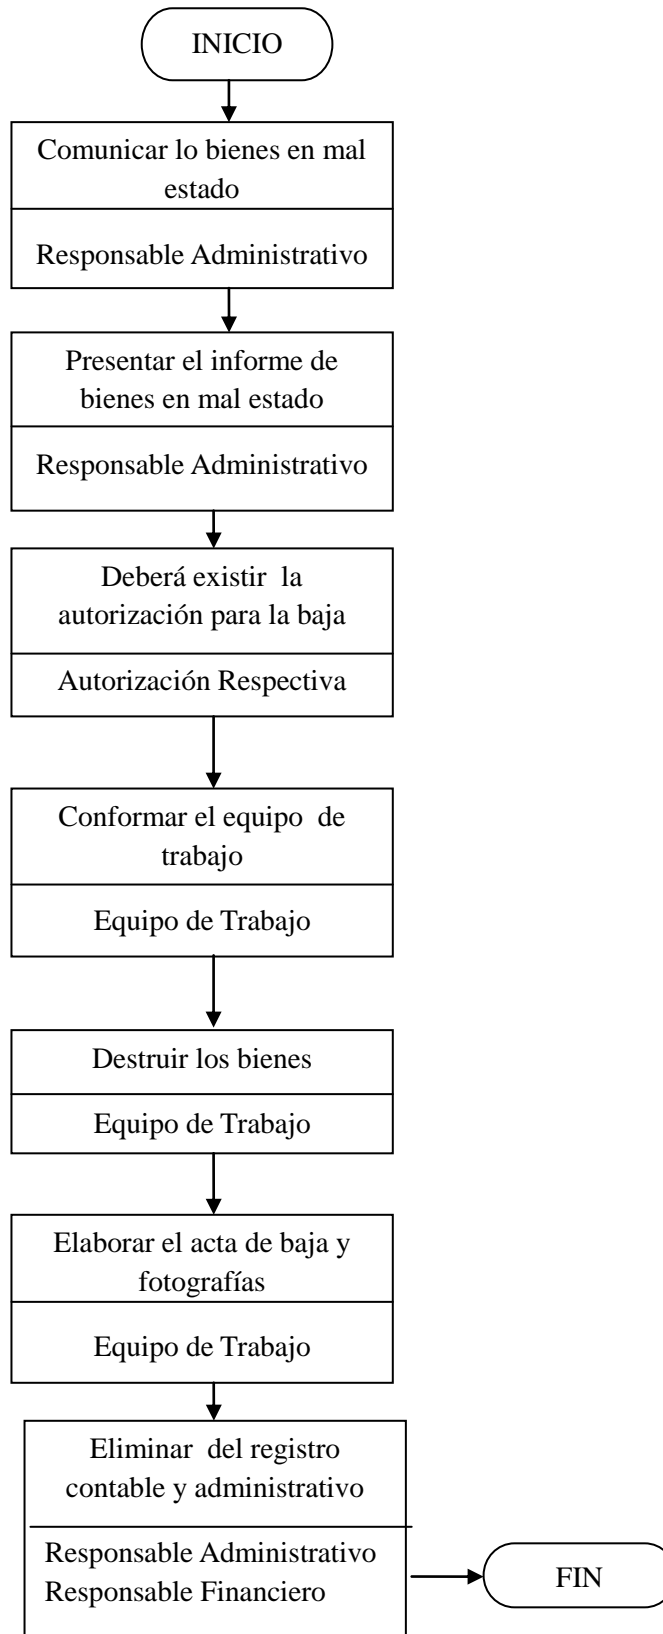 INICIO
Comunicar lo bienes en mal
estado
Responsable Administrativo
Presentar el informe de
bienes en mal estado
Responsable Administrativo
Deberá existir la
autorización para la baja
Autorización Respectiva
Conformar el equipo de
trabajo
Equipo de Trabajo
Destruir los bienes
Equipo de Trabajo
Elaborar el acta de baja y
fotografías
Equipo de Trabajo
Eliminar del registro
contable y administrativo
Responsable Administrativo
Responsable Financiero
FIN